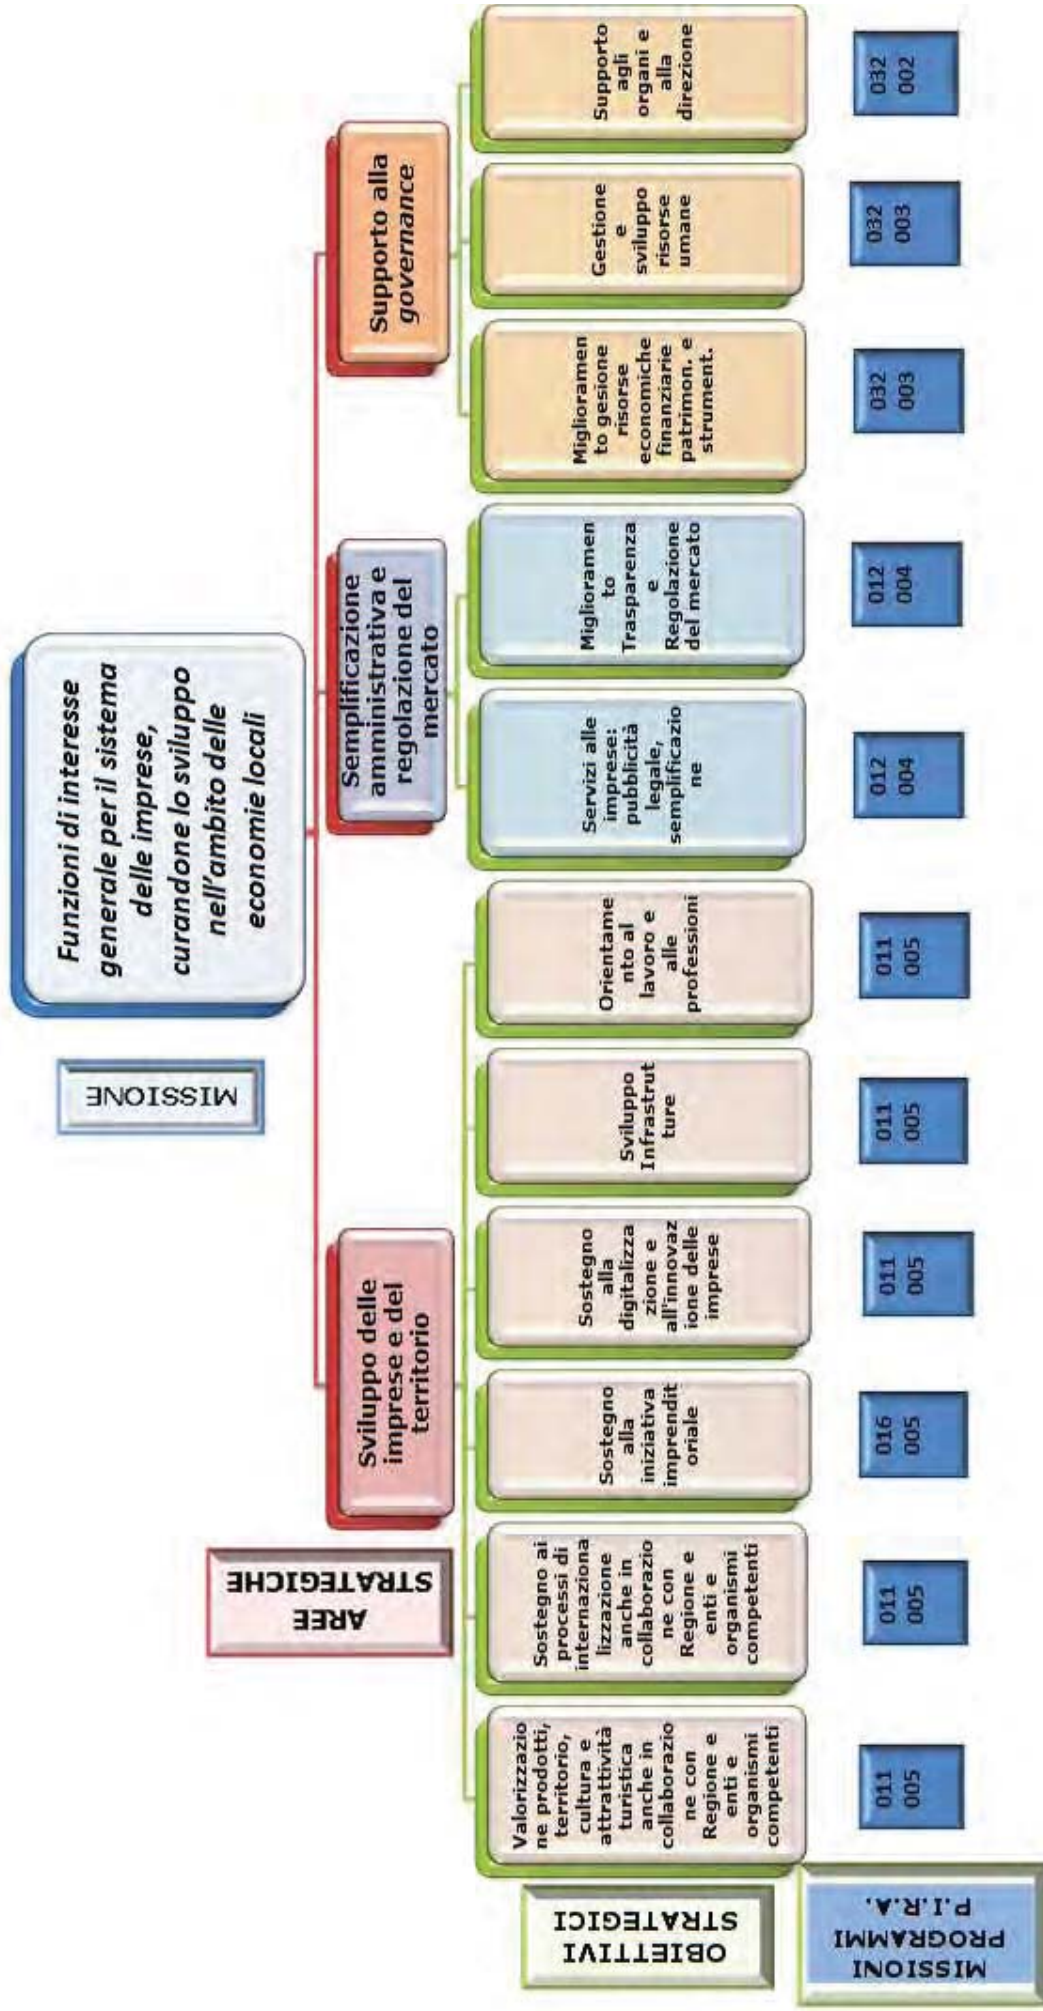 MISSIONE
Funzioni di interesse
generale per il sistema
delle imprese,
curandone lo sviluppo
nell'ambito delle
economie locali
AREE
STRATEGICHE
Sviluppo delle
imprese e del
territorio
Semplificazione
amministrativa e
regolazione del
mercato
Supporto alla
governance
OBIETTIVI
STRATEGICI
Valorizzazio
ne prodotti,
territorio,
cultura e
attrattività
turistica
anche in
collaborazio
ne con
Regione e
enti e
organismi
competenti
Sostegno ai
processi di
internaziona
lizzazione
anche in
collaborazio
ne con
Regione e
enti e
organismi
competenti
Sostegno
alla
iniziativa
imprendit
oriale
Sostegno
alla
digitalizza
zione e
all'innovaz
ione delle
imprese
Sviluppo
Infrastrut
ture
Orientame
nto al
lavoro e
alle
professioni
Servizi alle
imprese:
pubblicità
legale,
semplificazio
ne
Miglioramen
to
Trasparenza
e
Regolazione
del mercato
Miglioramen
to gesione
risorse
economiche
finanziarie
patrimon. e
strument.
Gestione
e
sviluppo
risorse
umane
Supporto
agli
organi e
alla
direzione
MISSIONI
PROGRAMMI
P.I.R.A.
011
005
011
005
016
005
011
005
011
005
011
005
012
004
012
004
032
003
032
003
032
002